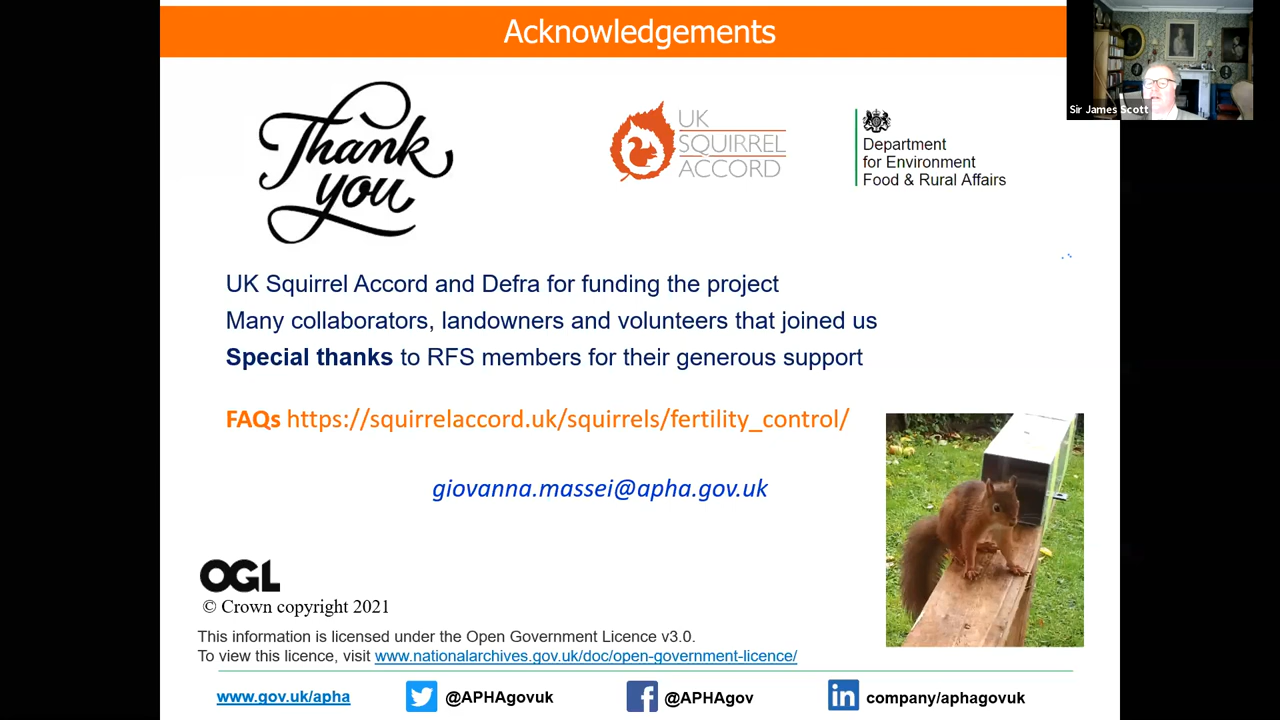 Acknowledgements
Sir James Scott
Thank
you
UK
SQUIRREL
ACCORD
Department
for Environment
Food & Rural Affairs
UK Squirrel Accord and Defra for funding the project
Many collaborators, landowners and volunteers that joined us
Special thanks to RFS members for their generous support
FAQs https://squirrelaccord.uk/squirrels/fertility_control/
giovanna.massei@apha.gov.uk
OGL
© Crown copyright 2021
This information is licensed under the Open Government Licence v3.0.
To view this licence, visit www.nationalarchives.gov.uk/doc/open-government-licence/
www.gov.uk/apha
@APHAgovuk
@APHAgov
in company/aphagovuk